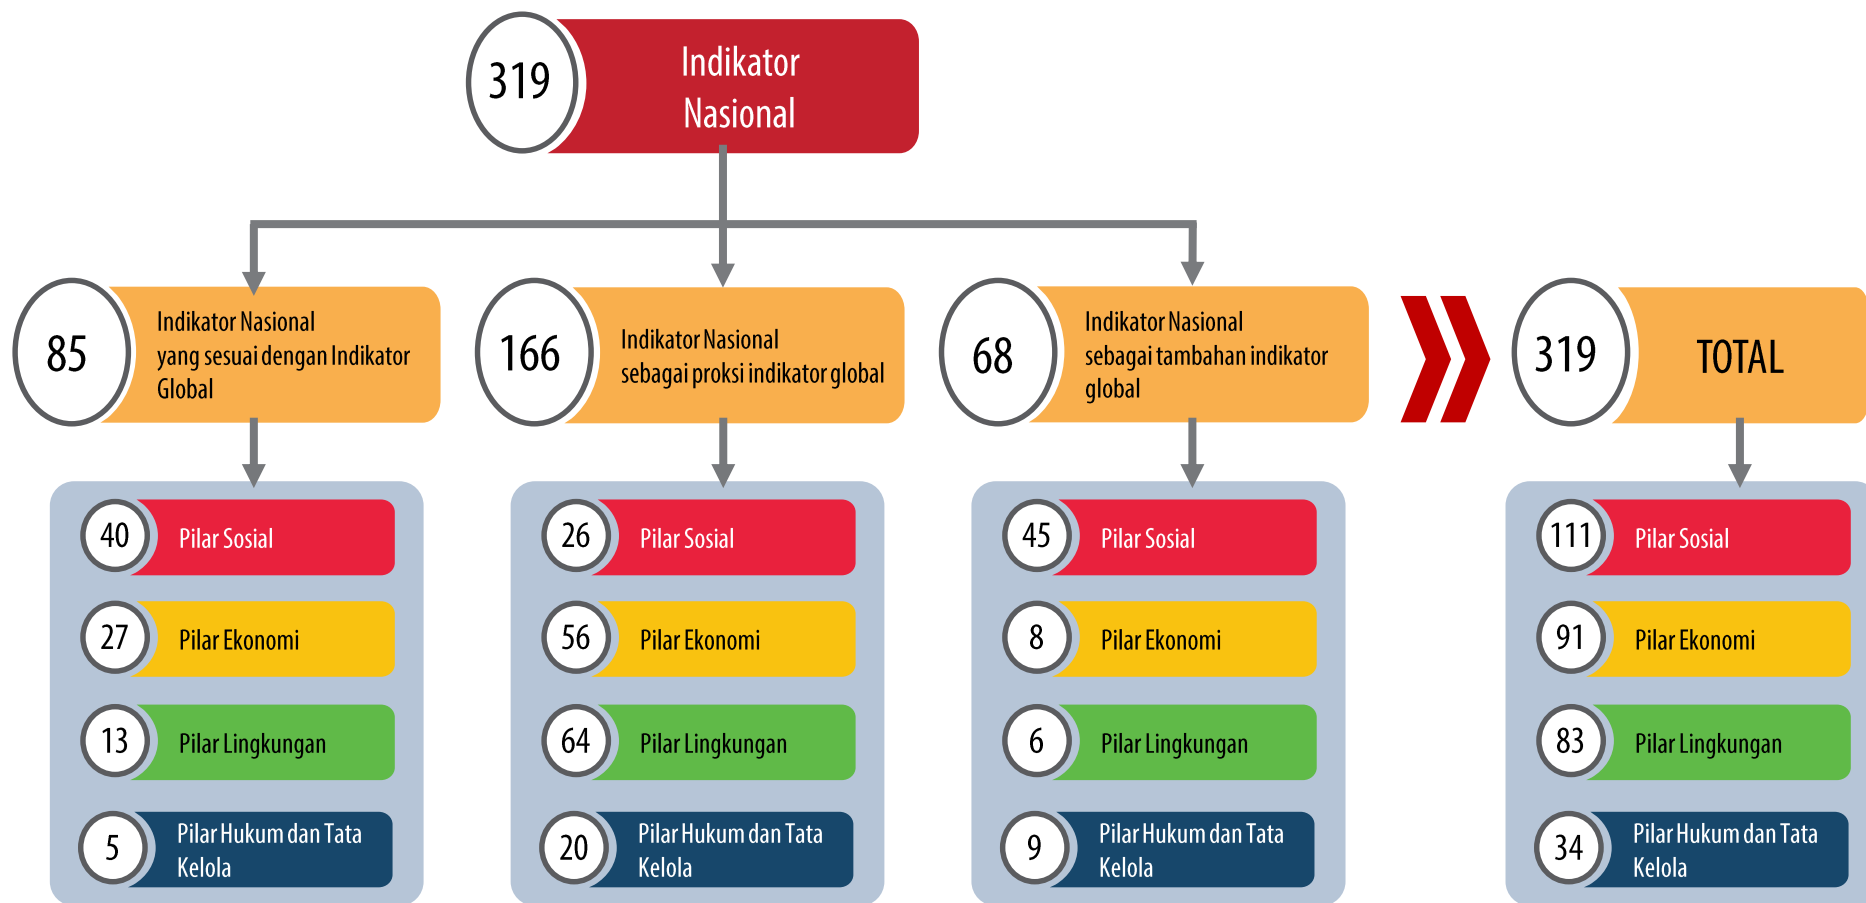 319
Indikator
Nasional
85
Indikator Nasional
yang sesuai dengan Indikator
Global
166
Indikator Nasional
sebagai proksi indikator global
68
Indikator Nasional
sebagai tambahan indikator
global
319
TOTAL
40
Pilar Sosial
27
Pilar Ekonomi
13
Pilar Lingkungan
5
Pilar Hukum dan Tata
Kelola
26
Pilar Sosial
56
Pilar Ekonomi
64
Pilar Lingkungan
20
Pilar Hukum dan Tata
Kelola
45
Pilar Sosial
8
Pilar Ekonomi
6
Pilar Lingkungan
9
Pilar Hukum dan Tata
Kelola
111
Pilar Sosial
91
Pilar Ekonomi
83
Pilar Lingkungan
34
Pilar Hukum dan Tata
Kelola